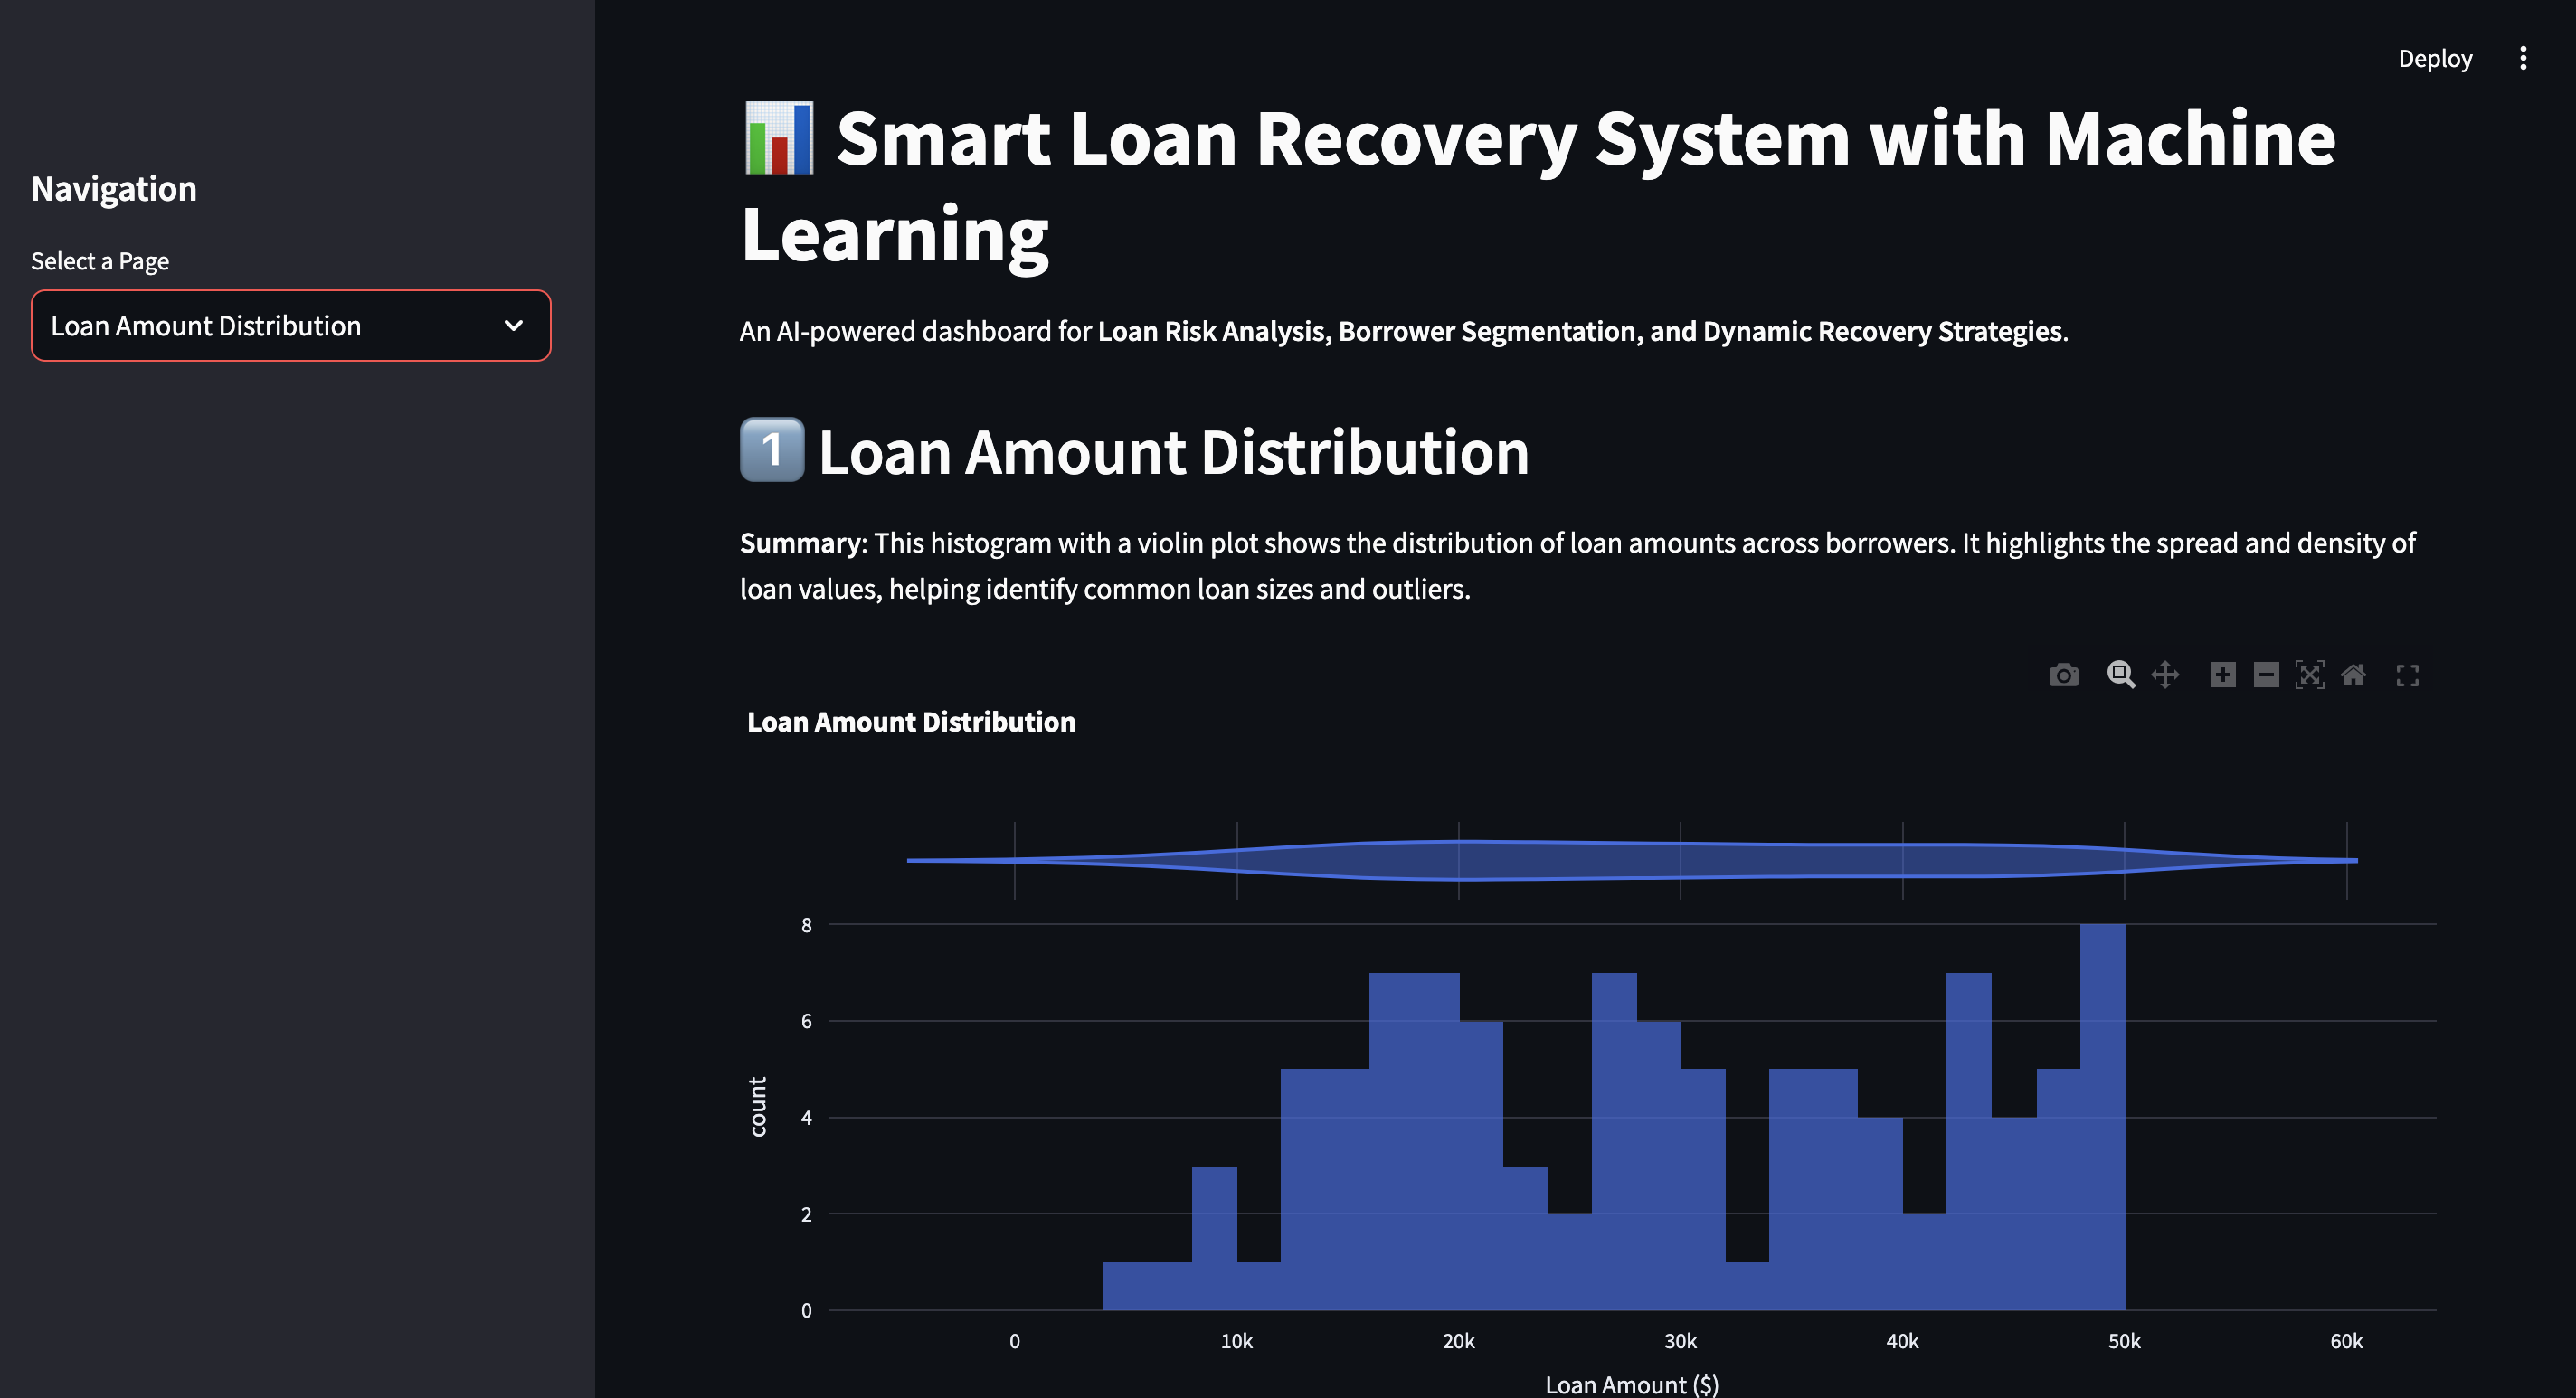 Deploy
Navigation
Select a Page
Loan Amount Distribution
📊 Smart Loan Recovery System with Machine
Learning
An AI-powered dashboard for Loan Risk Analysis, Borrower Segmentation, and Dynamic Recovery Strategies.
1 Loan Amount Distribution
Summary: This histogram with a violin plot shows the distribution of loan amounts across borrowers. It highlights the spread and density of
loan values, helping identify common loan sizes and outliers.
Loan Amount Distribution
8
6
4
2
0
count
0 10k 20k 30k 40k 50k 60k
Loan Amount ($)